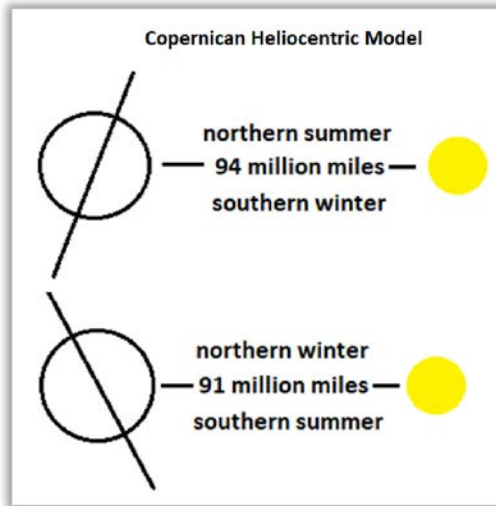 Copernican Heliocentric Model
northern summer
94 million miles
southern winter
northern winter
91 million miles
southern summer